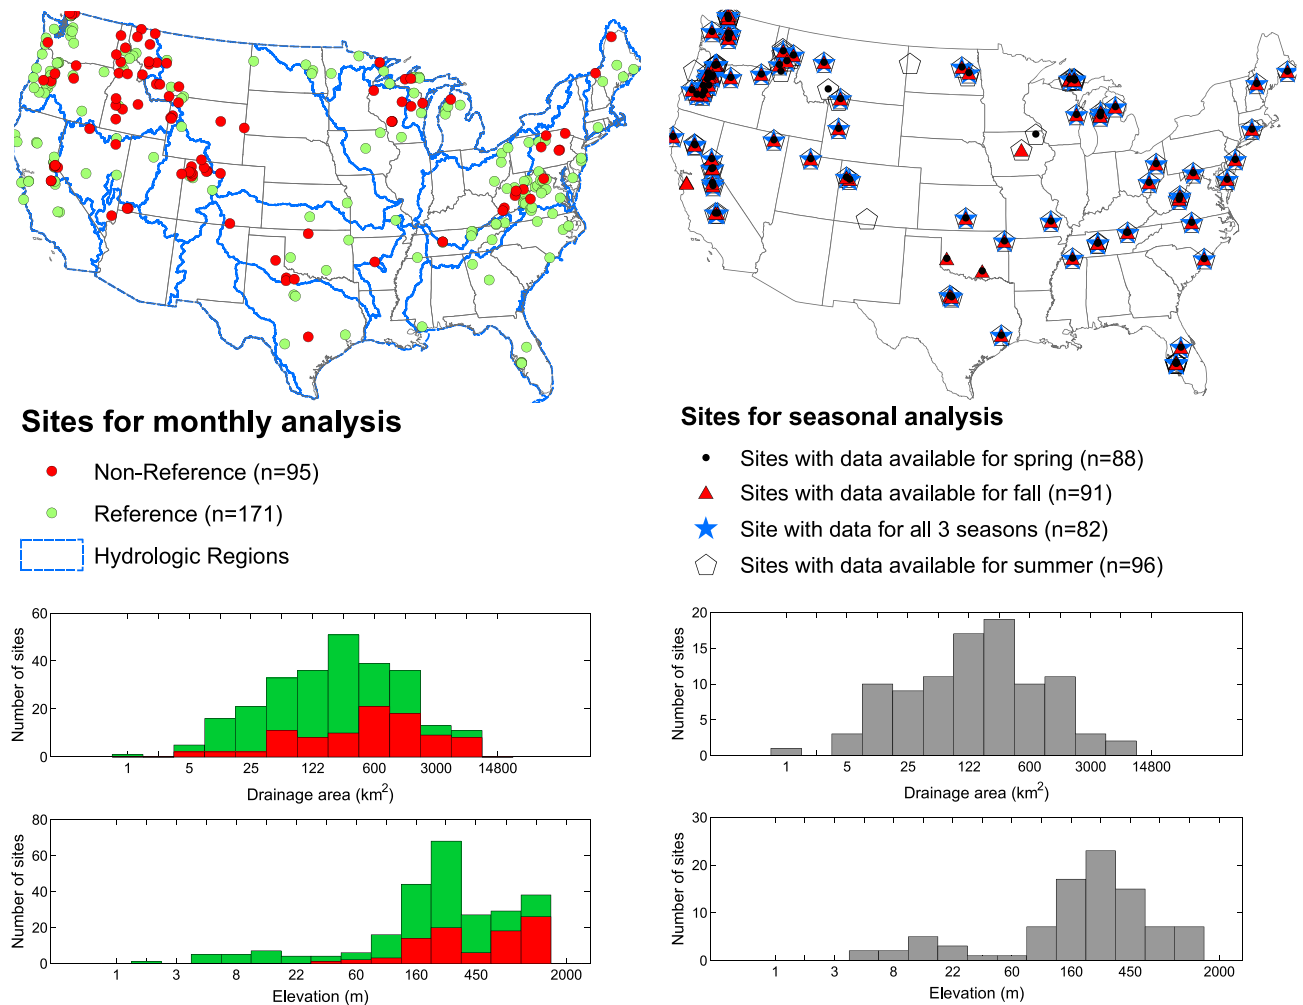 Sites for monthly analysis
Non-Reference (n=95)
Reference (n=171)
Hydrologic Regions
Sites for seasonal analysis
Sites with data available for spring (n=88)
Sites with data available for fall (n=91)
Site with data for all 3 seasons (n=82)
Sites with data available for summer (n=96)
Number of sites
60
40
20
0
1 5 25 122 600 3000 14800
Drainage area (km²)
Number of sites
20
15
10
5
0
1 5 25 122 600 3000 14800
Drainage area (km²)
Number of sites
80
60
40
20
0
1 3 8 22 60 160 450 2000
Elevation (m)
Number of sites
30
20
10
0
1 3 8 22 60 160 450 2000
Elevation (m)